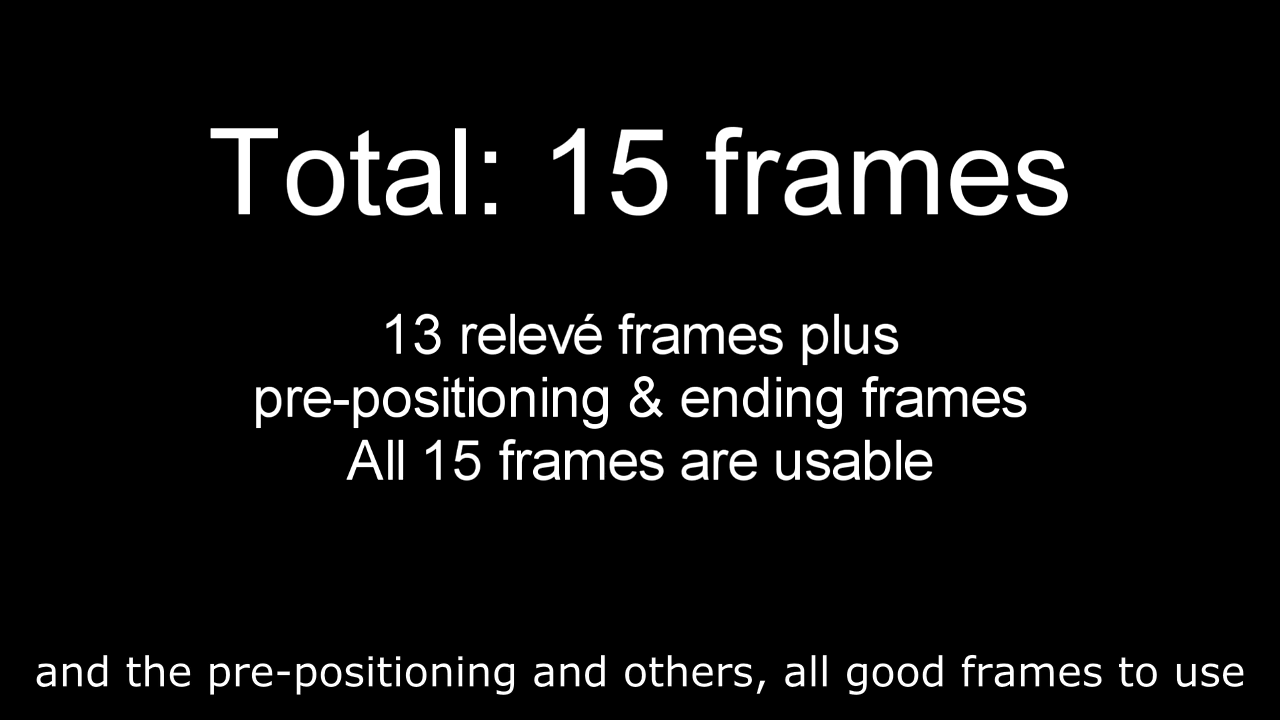 Total: 15 frames
13 relevé frames plus
pre-positioning & ending frames
All 15 frames are usable
and the pre-positioning and others, all good frames to use